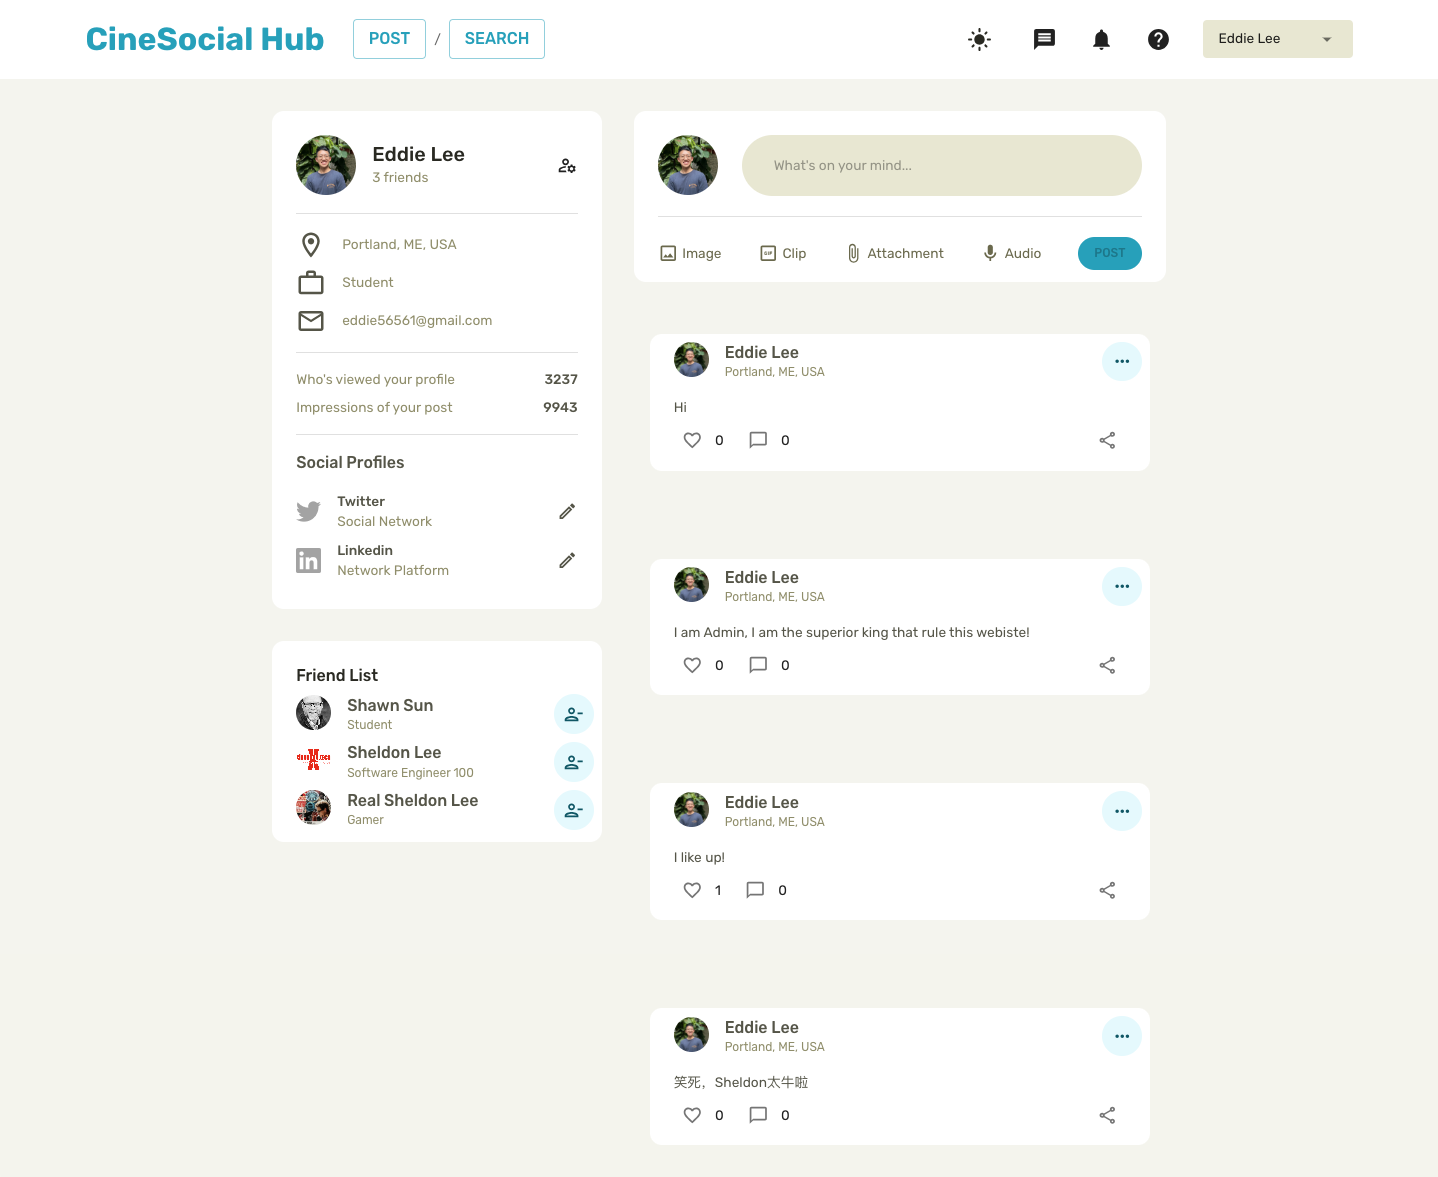 CineSocial Hub
POST / SEARCH
Eddie Lee
Eddie Lee
3 friends
Portland, ME, USA
Student
eddie56561@gmail.com
Who's viewed your profile 3237
Impressions of your post 9943
Social Profiles
Twitter
Social Network
Linkedin
Network Platform
Friend List
Shawn Sun
Student
Sheldon Lee
Software Engineer 100
Real Sheldon Lee
Gamer
What's on your mind...
Image
GIF Clip
Attachment
Audio
POST
Eddie Lee
Portland, ME, USA
Hi
0 0
Eddie Lee
Portland, ME, USA
I am Admin, I am the superior king that rule this webiste!
0 0
Eddie Lee
Portland, ME, USA
I like up!
1 0
Eddie Lee
Portland, ME, USA
笑死，Sheldon太牛啦
0 0